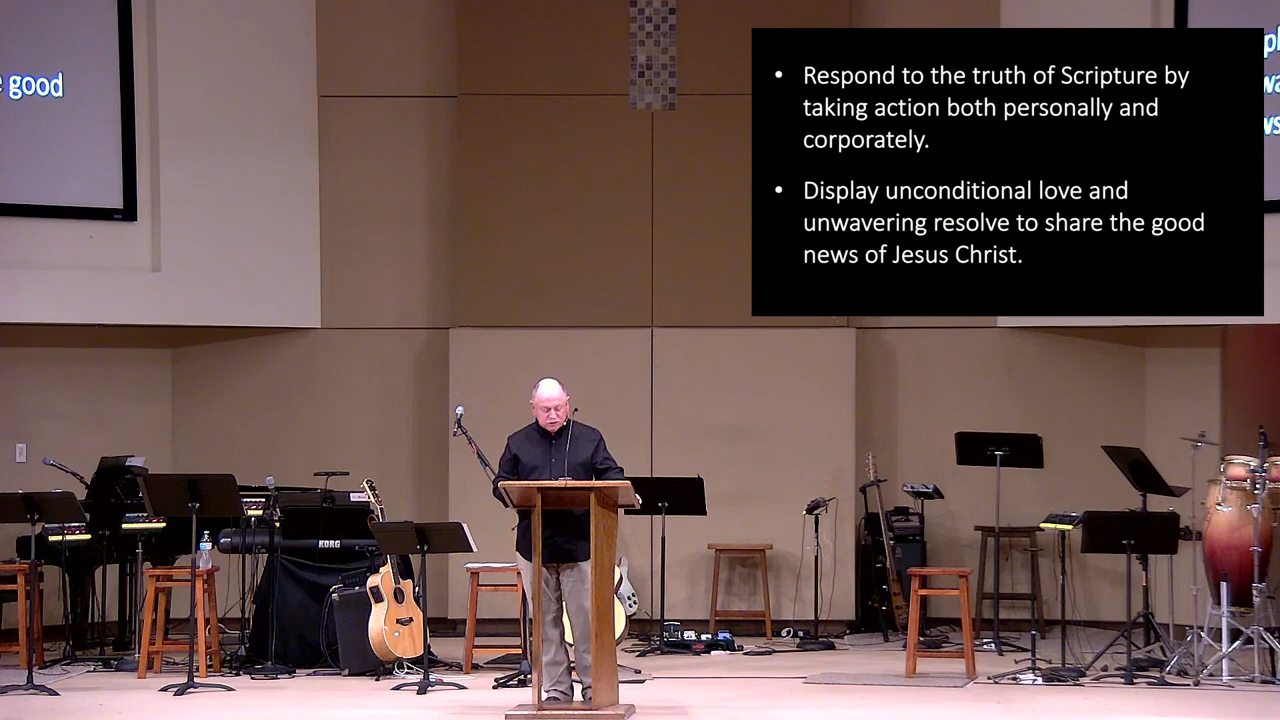 good
• Respond to the truth of Scripture by
taking action both personally and
corporately.
• Display unconditional love and
unwavering resolve to share the good
news of Jesus Christ.
KORG